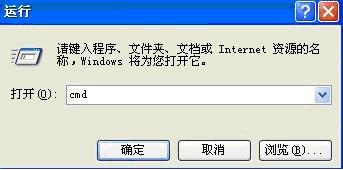 运行
请键入程序、文件夹、文档或 Internet 资源的名
称，Windows 将为您打开它。
打开(O)： cmd
确定 取消 浏览(B)...